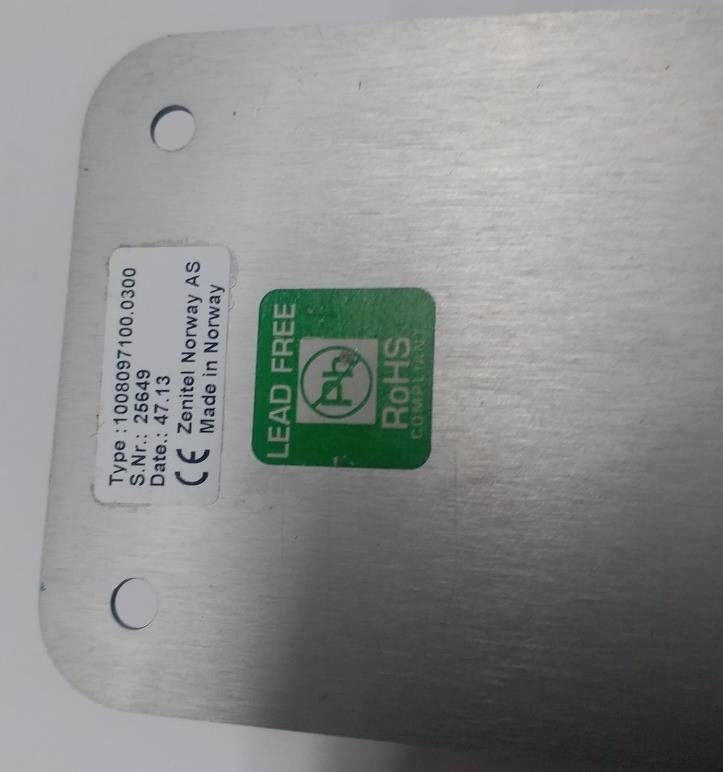 Type : 1008097100.0300
S.Nr.: 25649
Date.: 47.13
CE Zenitel Norway AS
Made in Norway
LEAD FREE
Pb
RoHS
COMPLIANT